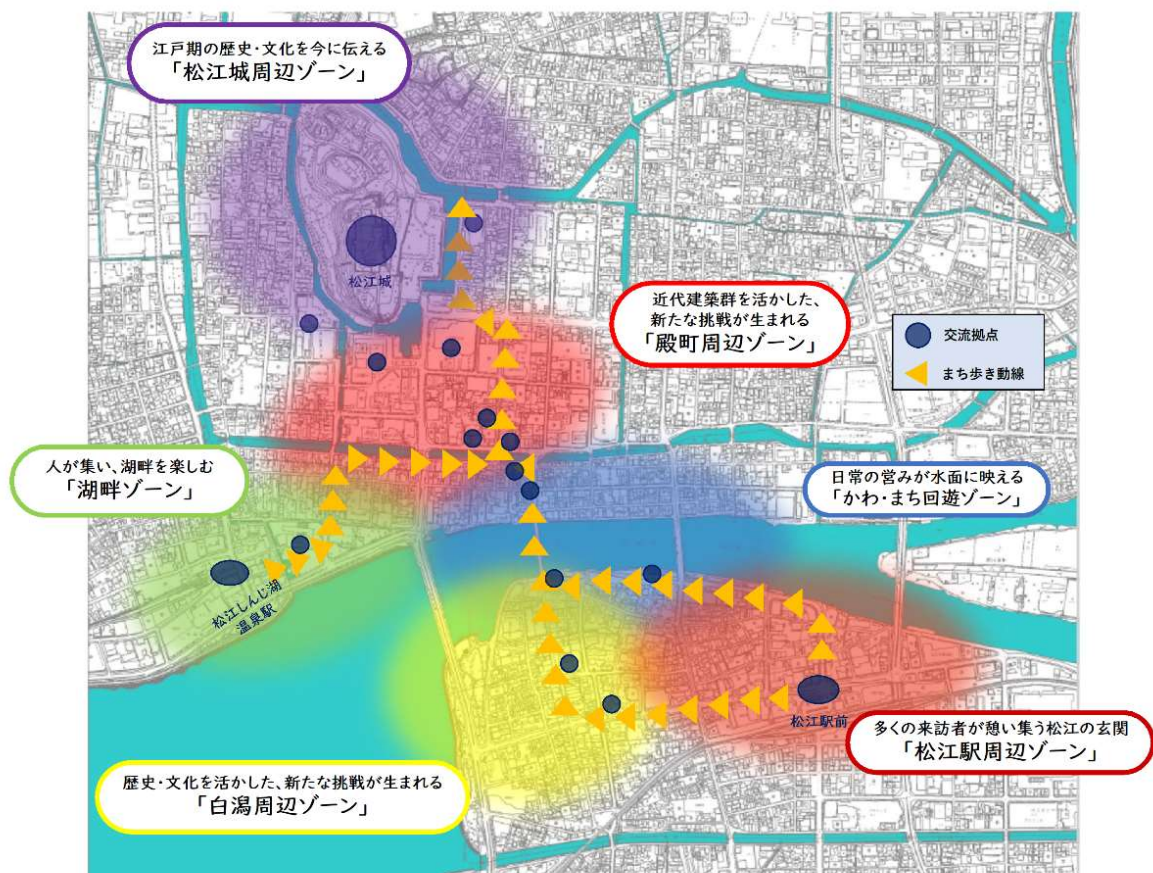 江戸期の歴史・文化を今に伝える
「松江城周辺ゾーン」
松江城
近代建築群を活かした、
新たな挑戦が生まれる
「殿町周辺ゾーン」
交流拠点
まち歩き動線
人が集い、湖畔を楽しむ
「湖畔ゾーン」
日常の営みが水面に映える
「かわ・まち回遊ゾーン」
松江しんじ湖
温泉駅
松江駅前
多くの来訪者が憩い集う松江の玄関
「松江駅周辺ゾーン」
歴史・文化を活かした、新たな挑戦が生まれる
「白潟周辺ゾーン」